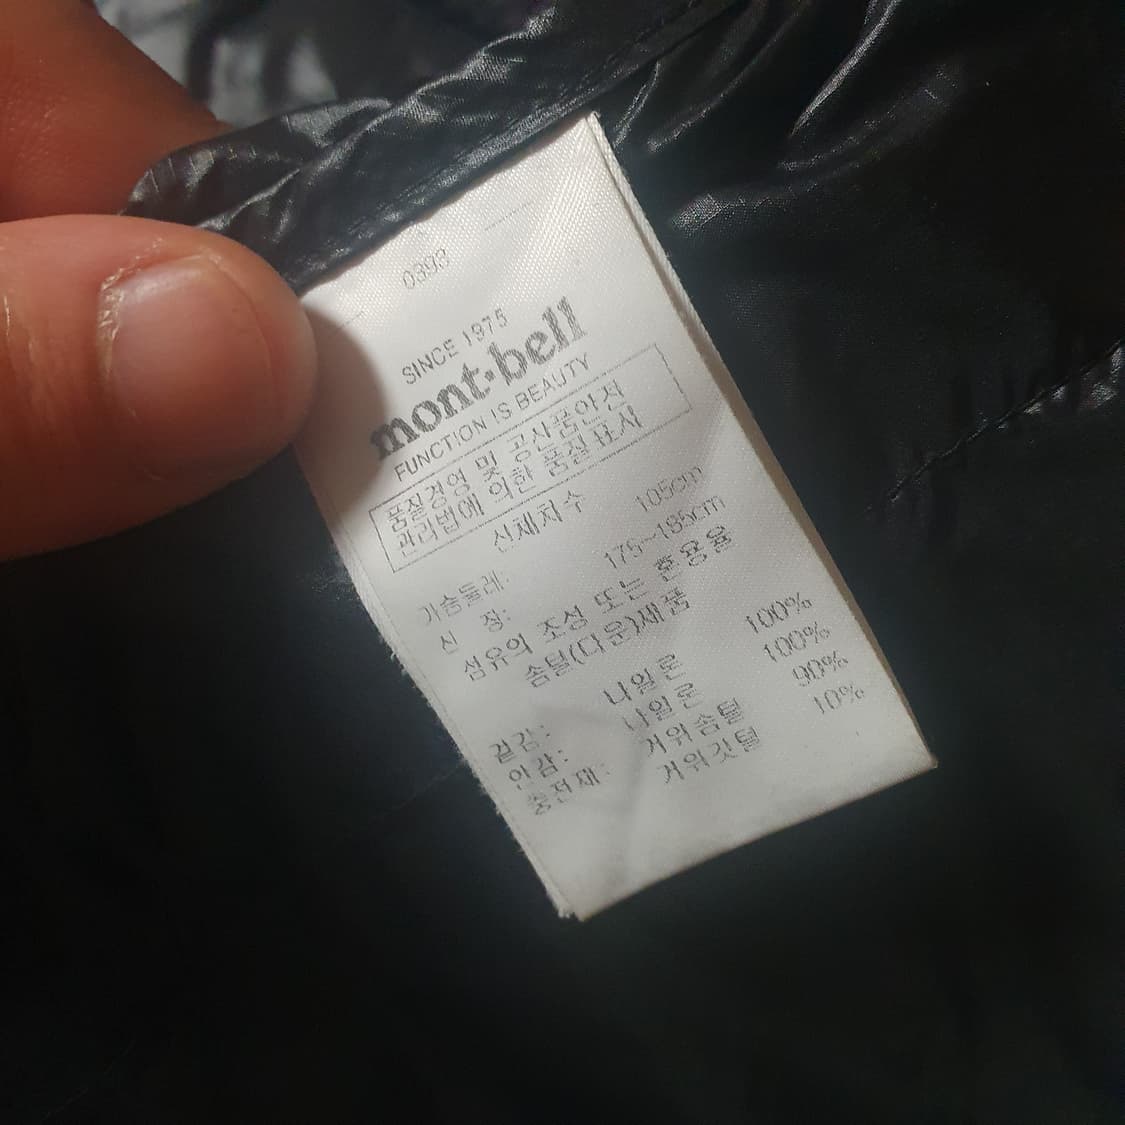 0393
SINCE 1975
mont-bell
FUNCTION IS BEAUTY
품질경영 및 공산품안전
관리법에 의한 품질표시
신체치수
가슴둘레: 105cm
신 장: 175~185cm
섬유의 조성 또는 혼용율
솜털(다운)제품
겉감: 나일론 100%
안감: 나일론 100%
충전재: 거위솜털 90%
거위깃털 10%